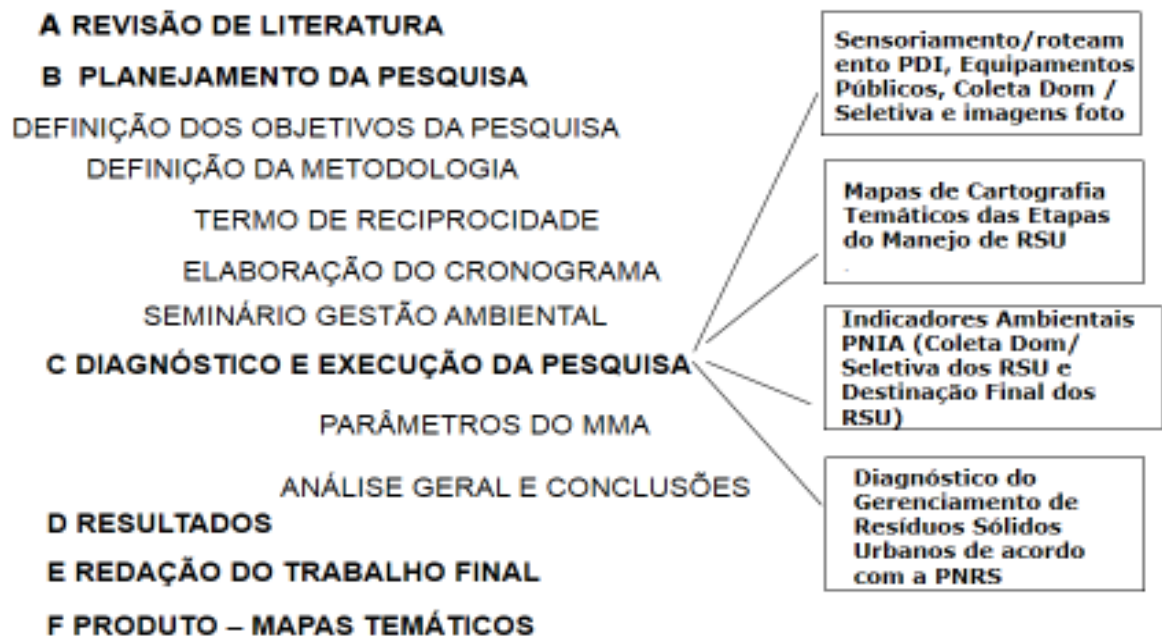 A REVISÃO DE LITERATURA
B PLANEJAMENTO DA PESQUISA
DEFINIÇÃO DOS OBJETIVOS DA PESQUISA
DEFINIÇÃO DA METODOLOGIA
TERMO DE RECIPROCIDADE
ELABORAÇÃO DO CRONOGRAMA
SEMINÁRIO GESTÃO AMBIENTAL
C DIAGNÓSTICO E EXECUÇÃO DA PESQUISA
PARÂMETROS DO MMA
ANÁLISE GERAL E CONCLUSÕES
D RESULTADOS
E REDAÇÃO DO TRABALHO FINAL
F PRODUTO – MAPAS TEMÁTICOS
Sensoriamento/roteam
ento PDI, Equipamentos
Públicos, Coleta Dom /
Seletiva e imagens foto
Mapas de Cartografia
Temáticos das Etapas
do Manejo de RSU
.
Indicadores Ambientais
PNIA (Coleta Dom/
Seletiva dos RSU e
Destinação Final dos
RSU)
Diagnóstico do
Gerenciamento de
Resíduos Sólidos
Urbanos de acordo
com a PNRS